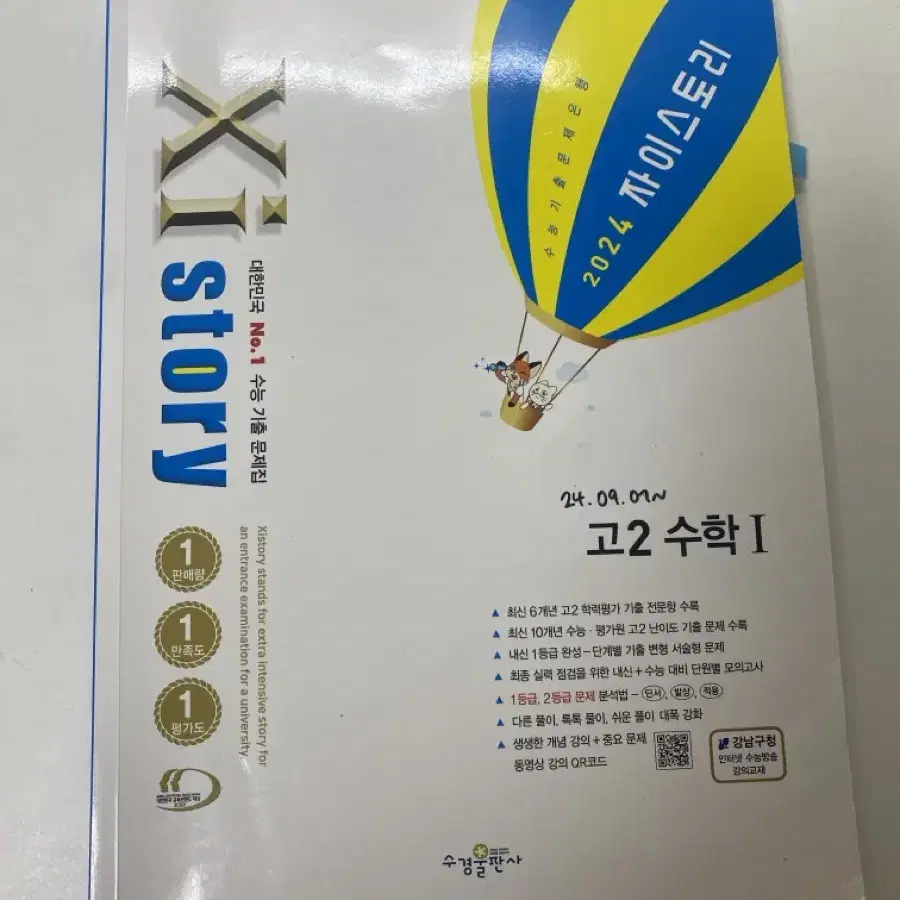 Xi story
대한민국 No.1 수능 기출 문제집
Xistory stands for extra intensive story for
an entrance examination for a university
수능 기출 문제 은행
2024 자이스토리
24.09.07~
고2 수학 I
▲ 최신 6개년 고2 학력평가 기출 전문항 수록
▲ 최신 10개년 수능·평가원 고2 난이도 기출 문제 수록
▲ 내신 1등급 완성-단계별 기출 변형 서술형 문제
▲ 최종 실력 점검을 위한 내신+수능 대비 단원별 모의고사
▲ 1등급, 2등급 문제 분석법-단서, 발상, 적용
▲ 다른 풀이, 톡톡 풀이, 쉬운 풀이 대폭 강화
▲ 생생한 개념 강의+중요 문제
동영상 강의 QR코드
강남구청
인터넷 수능방송
강의교재
1
판매량
1
만족도
1
평가도
수경출판사